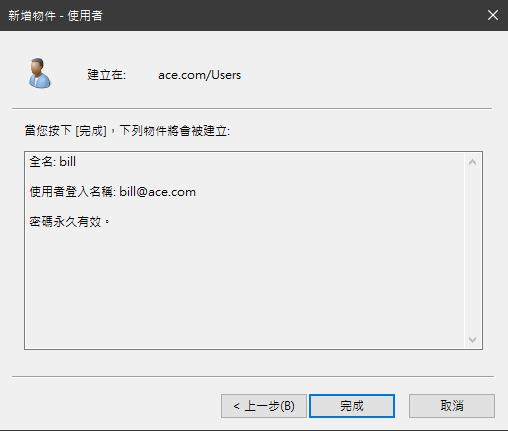 新增物件 - 使用者
建立在: ace.com/Users
當您按下 [完成]，下列物件將會被建立:
全名: bill
使用者登入名稱: bill@ace.com
密碼永久有效。
< 上一步(B)
完成
取消